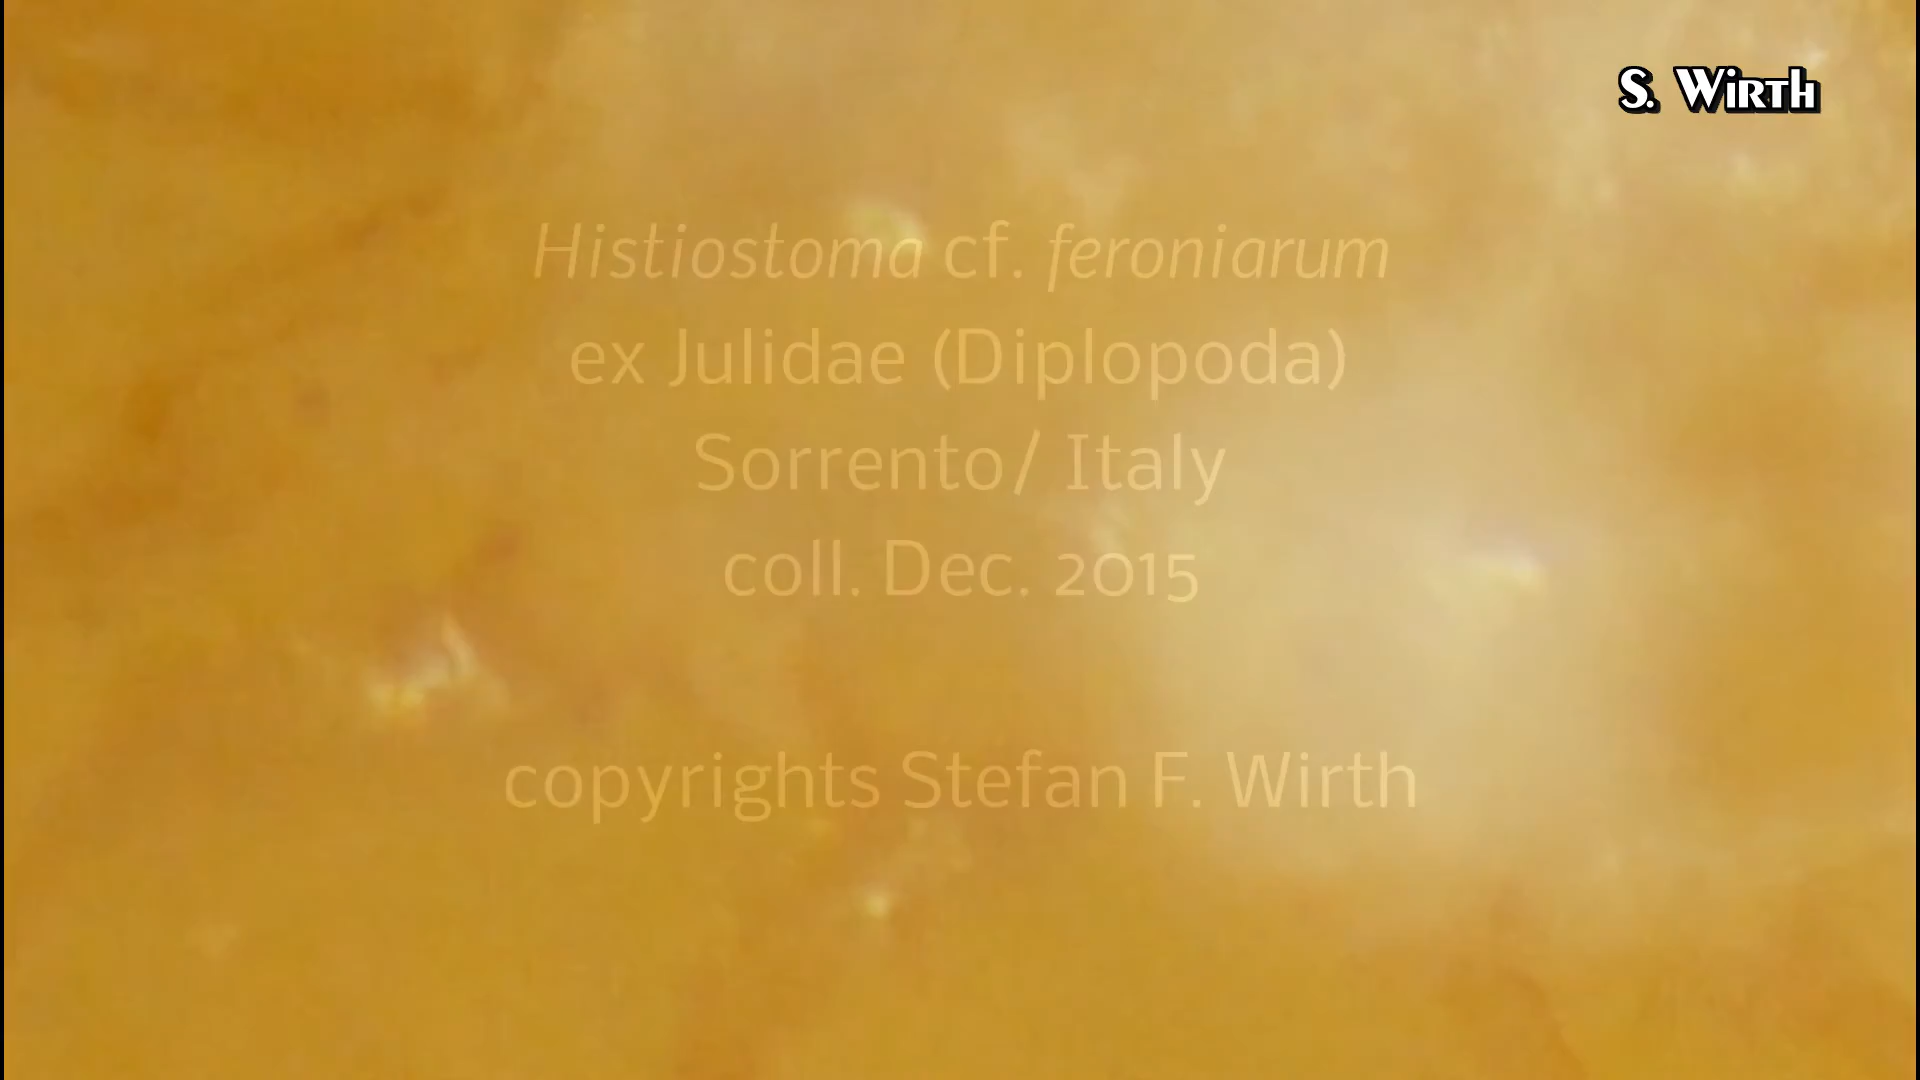 S. Wirth
Histiostoma cf. feroniarum
ex Julidae (Diplopoda)
Sorrento/ Italy
coll. Dec. 2015
copyrights Stefan F. Wirth